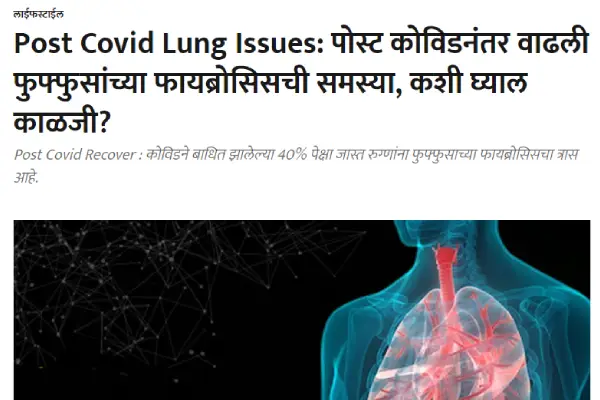 लाईफस्टाईल
Post Covid Lung Issues: पोस्ट कोविडनंतर वाढली
फुफ्फुसांच्या फायब्रोसिसची समस्या, कशी घ्याल
काळजी?
Post Covid Recover : कोविडने बाधित झालेल्या 40% पेक्षा जास्त रुग्णांना फुफ्फुसाच्या फायब्रोसिसचा त्रास
आहे.